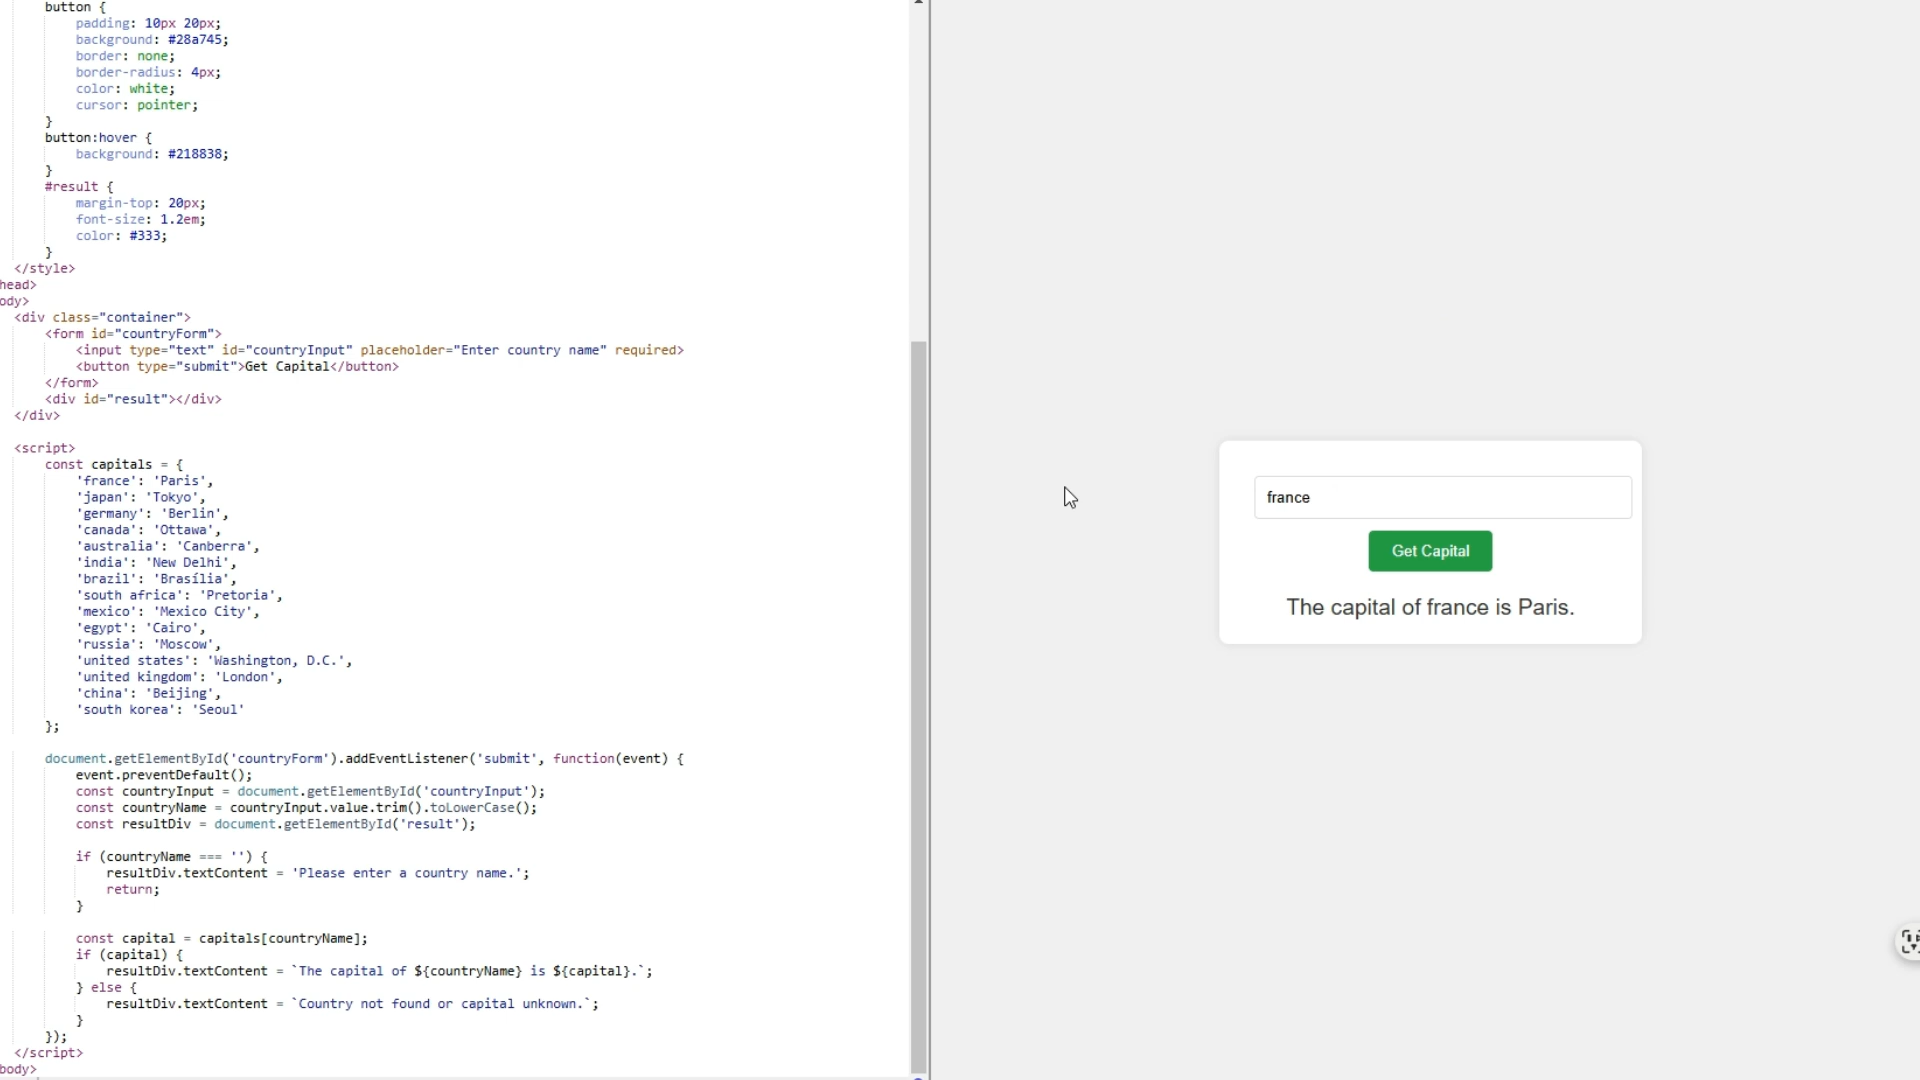 button {
padding: 10px 20px;
background: #28a745;
border: none;
border-radius: 4px;
color: white;
cursor: pointer;
}
button:hover {
background: #218838;
}
#result {
margin-top: 20px;
font-size: 1.2em;
color: #333;
}
</style>
head>
ody>
<div class="container">
<form id="countryForm">
<input type="text" id="countryInput" placeholder="Enter country name" required>
<button type="submit">Get Capital</button>
</form>
<div id="result"></div>
</div>
<script>
const capitals = {
'france': 'Paris',
'japan': 'Tokyo',
'germany': 'Berlin',
'canada': 'Ottawa',
'australia': 'Canberra',
'india': 'New Delhi',
'brazil': 'Brasília',
'south africa': 'Pretoria',
'mexico': 'Mexico City',
'egypt': 'Cairo',
'russia': 'Moscow',
'united states': 'Washington, D.C.',
'united kingdom': 'London',
'china': 'Beijing',
'south korea': 'Seoul'
};
document.getElementById('countryForm').addEventListener('submit', function(event) {
event.preventDefault();
const countryInput = document.getElementById('countryInput');
const countryName = countryInput.value.trim().toLowerCase();
const resultDiv = document.getElementById('result');
if (countryName === '') {
resultDiv.textContent = 'Please enter a country name.';
return;
}
const capital = capitals[countryName];
if (capital) {
resultDiv.textContent = `The capital of ${countryName} is ${capital}.`;
} else {
resultDiv.textContent = `Country not found or capital unknown.`;
}
});
</script>
body>
france
Get Capital
The capital of france is Paris.